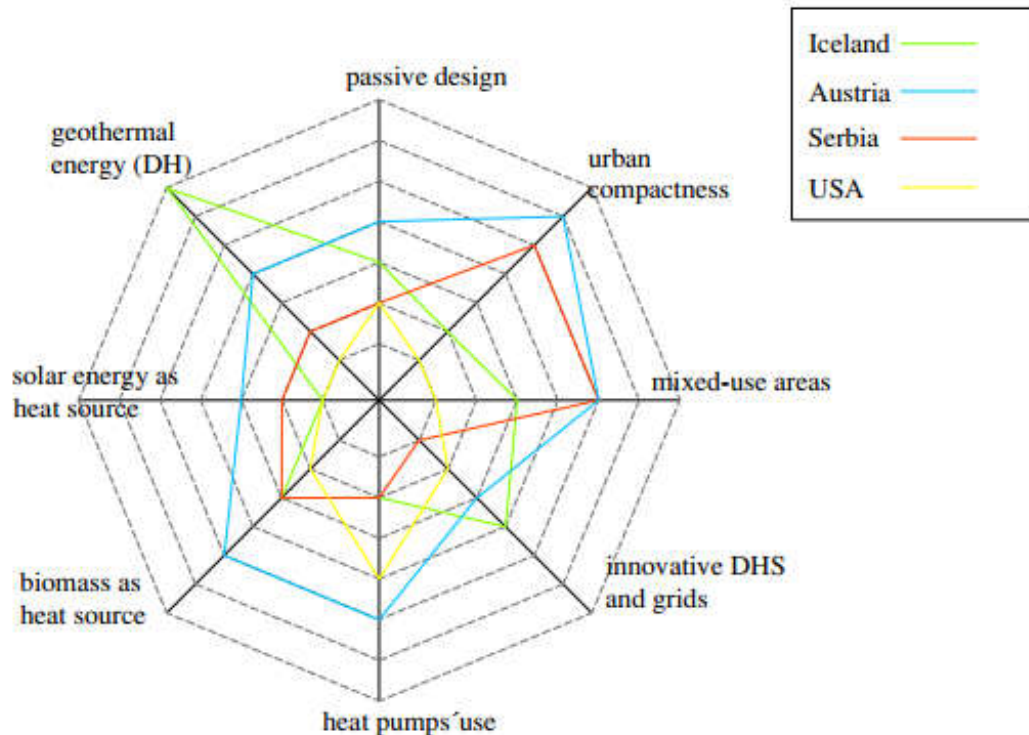 Iceland
Austria
Serbia
USA
passive design
geothermal
energy (DH)
urban
compactness
solar energy as
heat source
mixed-use areas
biomass as
heat source
innovative DHS
and grids
heat pumps´use